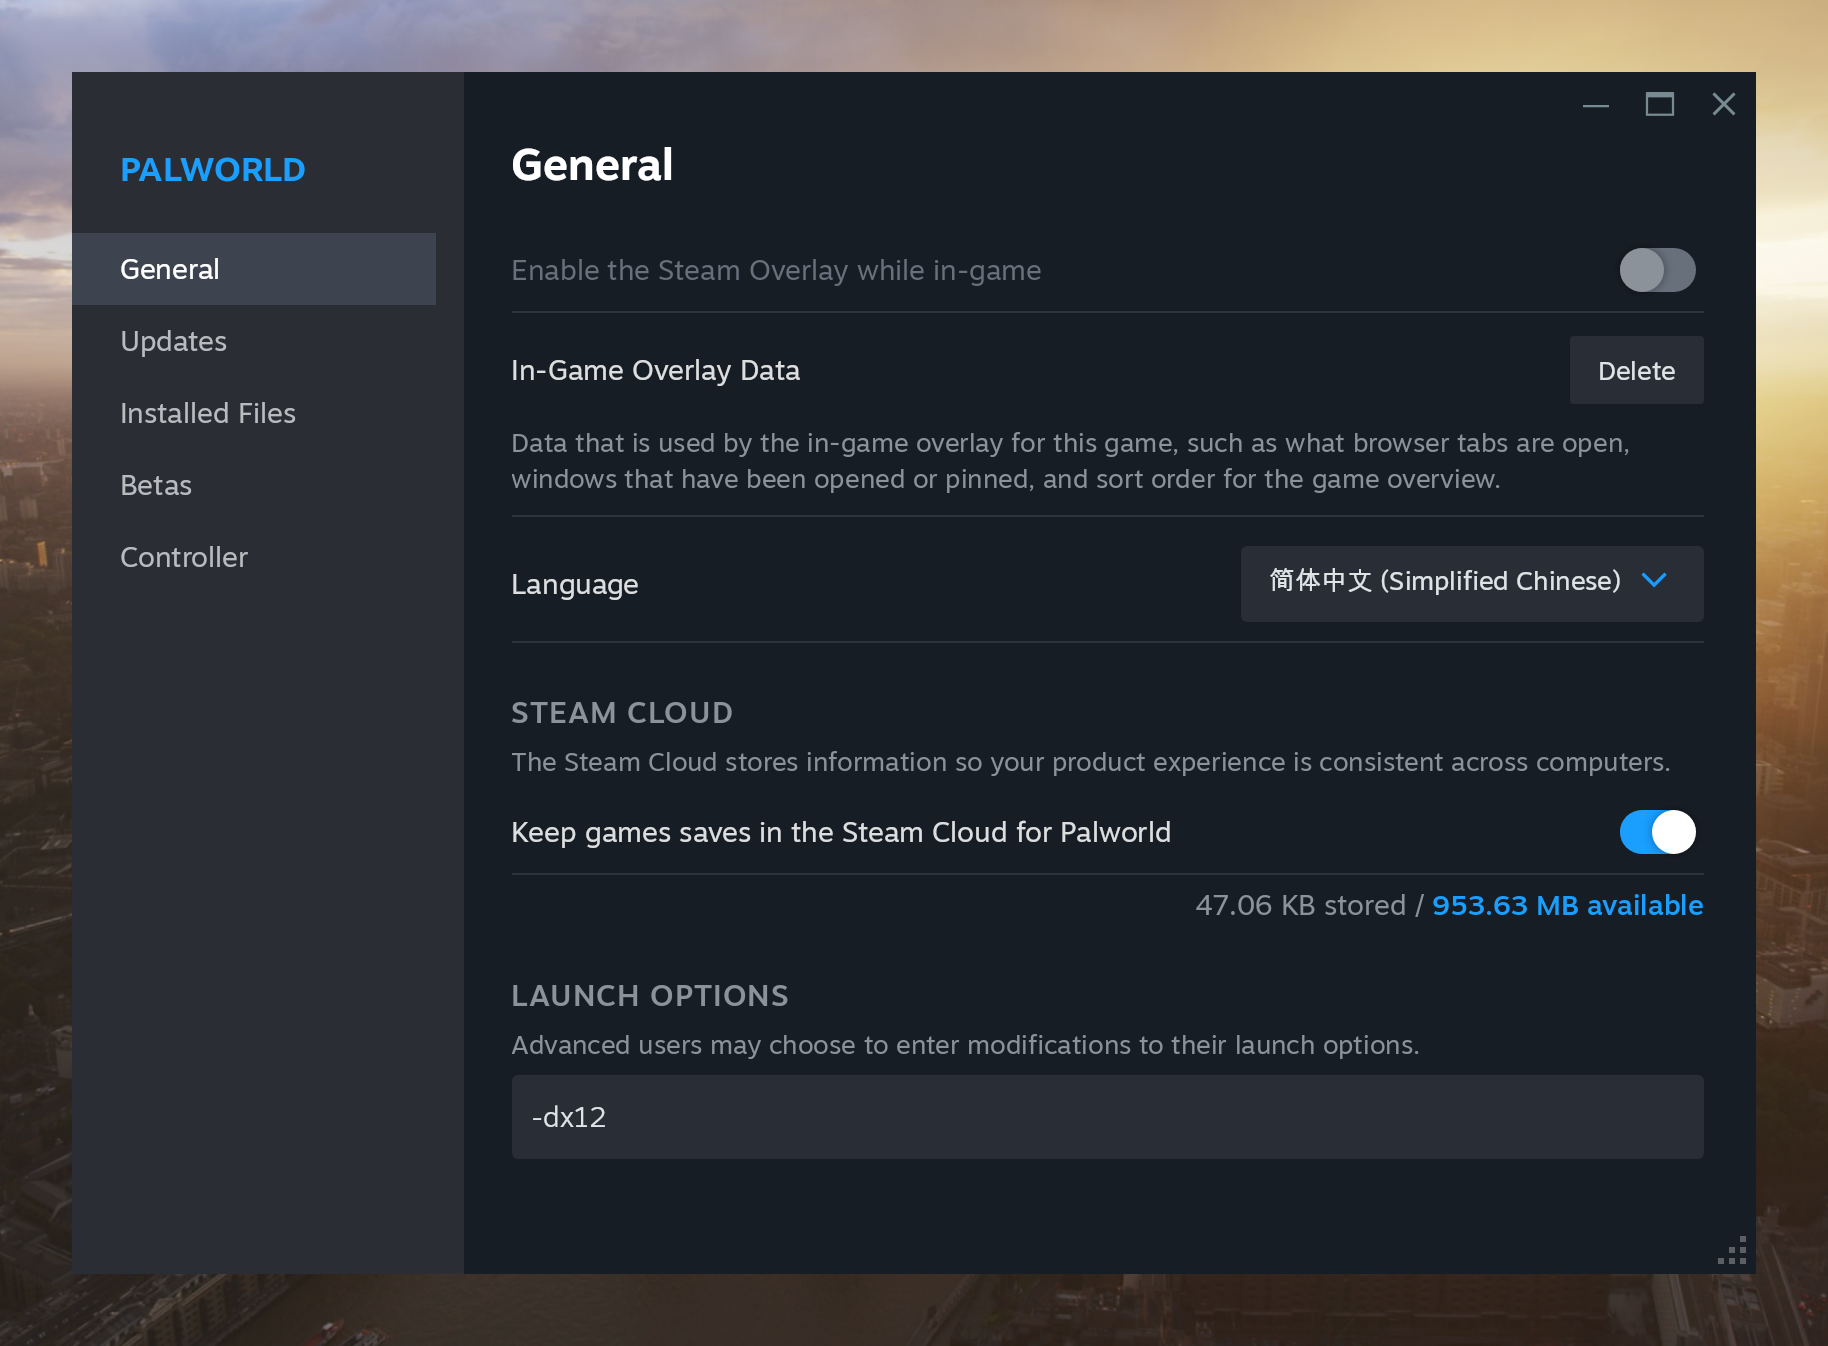 PALWORLD
General
Updates
Installed Files
Betas
Controller
General
Enable the Steam Overlay while in-game
In-Game Overlay Data
Delete
Data that is used by the in-game overlay for this game, such as what browser tabs are open,
windows that have been opened or pinned, and sort order for the game overview.
Language
简体中文 (Simplified Chinese)
STEAM CLOUD
The Steam Cloud stores information so your product experience is consistent across computers.
Keep games saves in the Steam Cloud for Palworld
47.06 KB stored / 953.63 MB available
LAUNCH OPTIONS
Advanced users may choose to enter modifications to their launch options.
-dx12